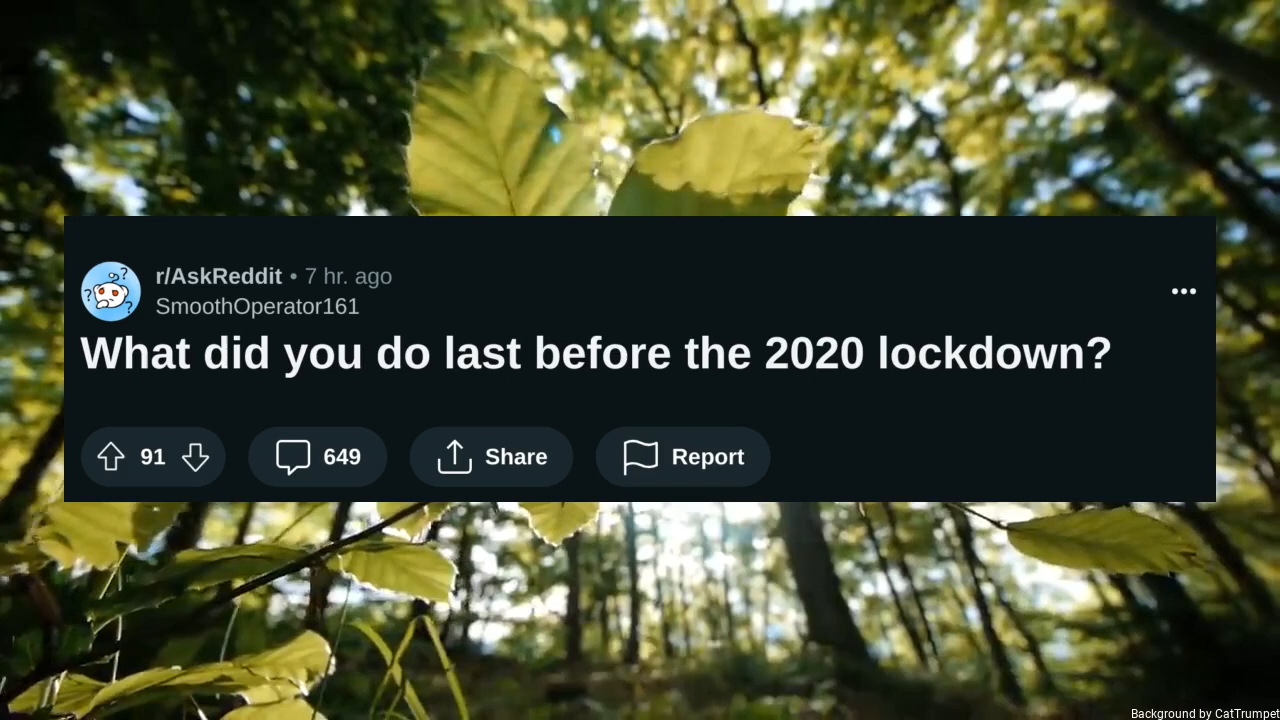 r/AskReddit • 7 hr. ago
SmoothOperator161
What did you do last before the 2020 lockdown?
91 649 Share Report
Background by CatTrumpet